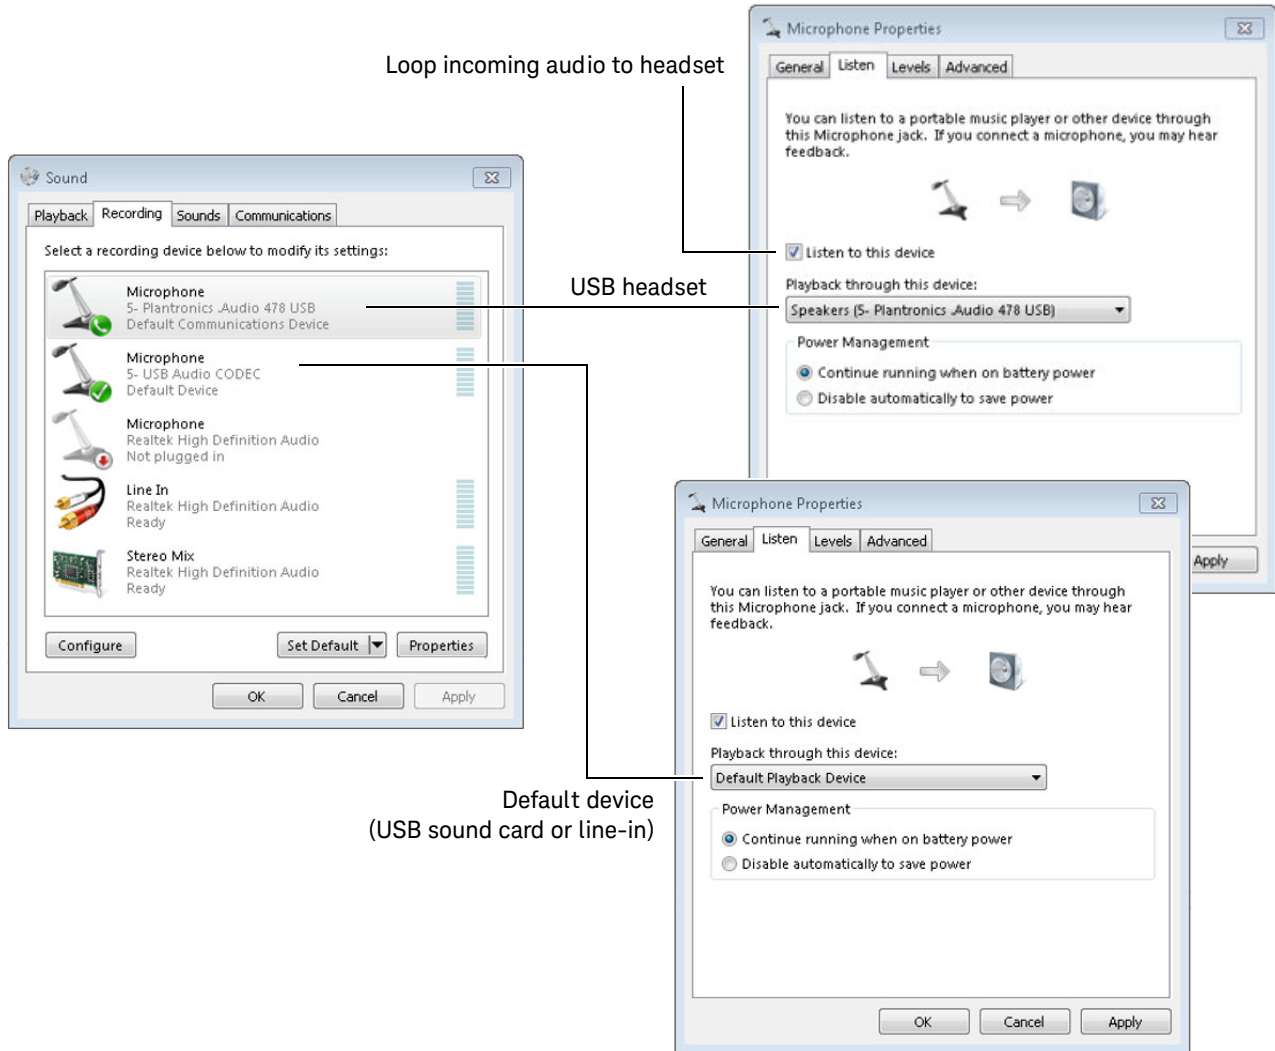 Loop incoming audio to headset
USB headset
Default device
(USB sound card or line-in)
Sound
Playback Recording Sounds Communications
Select a recording device below to modify its settings:
Microphone
5- Plantronics .Audio 478 USB
Default Communications Device
Microphone
5- USB Audio CODEC
Default Device
Microphone
Realtek High Definition Audio
Not plugged in
Line In
Realtek High Definition Audio
Ready
Stereo Mix
Realtek High Definition Audio
Ready
Configure Set Default Properties
OK Cancel Apply
Microphone Properties
General Listen Levels Advanced
You can listen to a portable music player or other device through
this Microphone jack. If you connect a microphone, you may hear
feedback.
Listen to this device
Playback through this device:
Speakers (5- Plantronics .Audio 478 USB)
Power Management
Continue running when on battery power
Disable automatically to save power
Apply
Microphone Properties
General Listen Levels Advanced
You can listen to a portable music player or other device through
this Microphone jack. If you connect a microphone, you may hear
feedback.
Listen to this device
Playback through this device:
Default Playback Device
Power Management
Continue running when on battery power
Disable automatically to save power
OK Cancel Apply